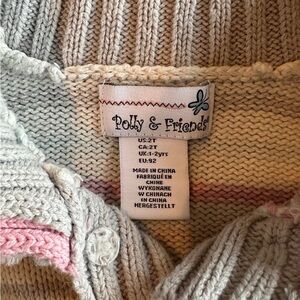 Polly & Friends
US:2T
CA:2T
UK:1-2yrs
EU:92
MADE IN CHINA
FABRIQUÉ EN
CHINE
WYKONANE
W CHINACH
IN CHINA
HERGESTELLT